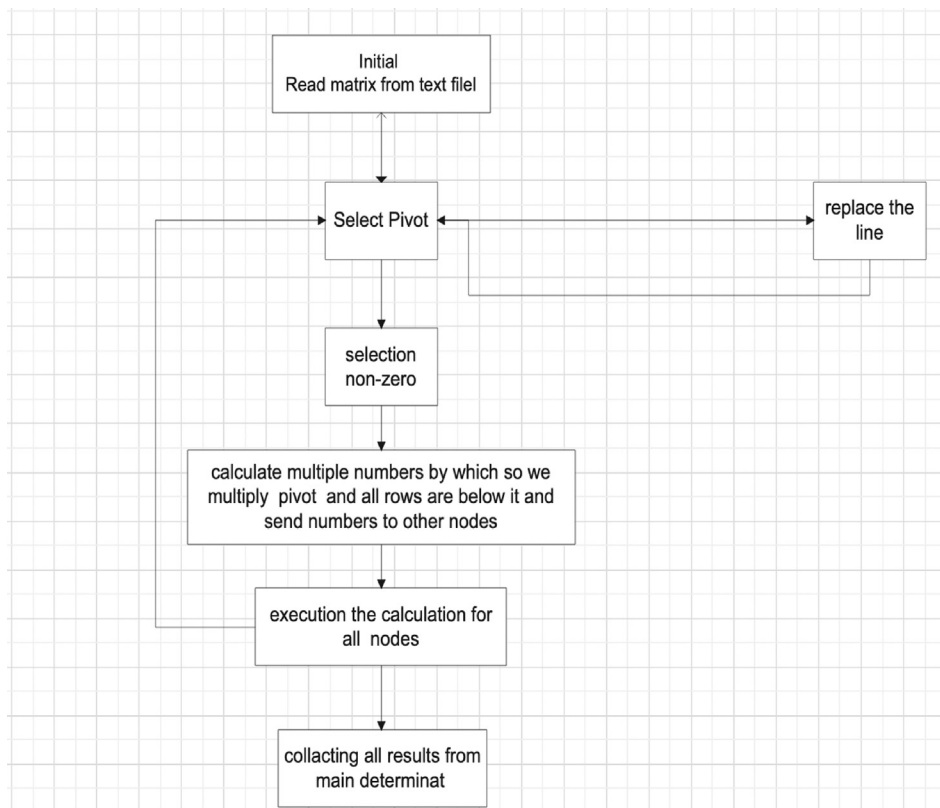 Initial
Read matrix from text filel
Select Pivot
replace the
line
selection
non-zero
calculate multiple numbers by which so we
multiply pivot and all rows are below it and
send numbers to other nodes
execution the calculation for
all nodes
collacting all results from
main determinat